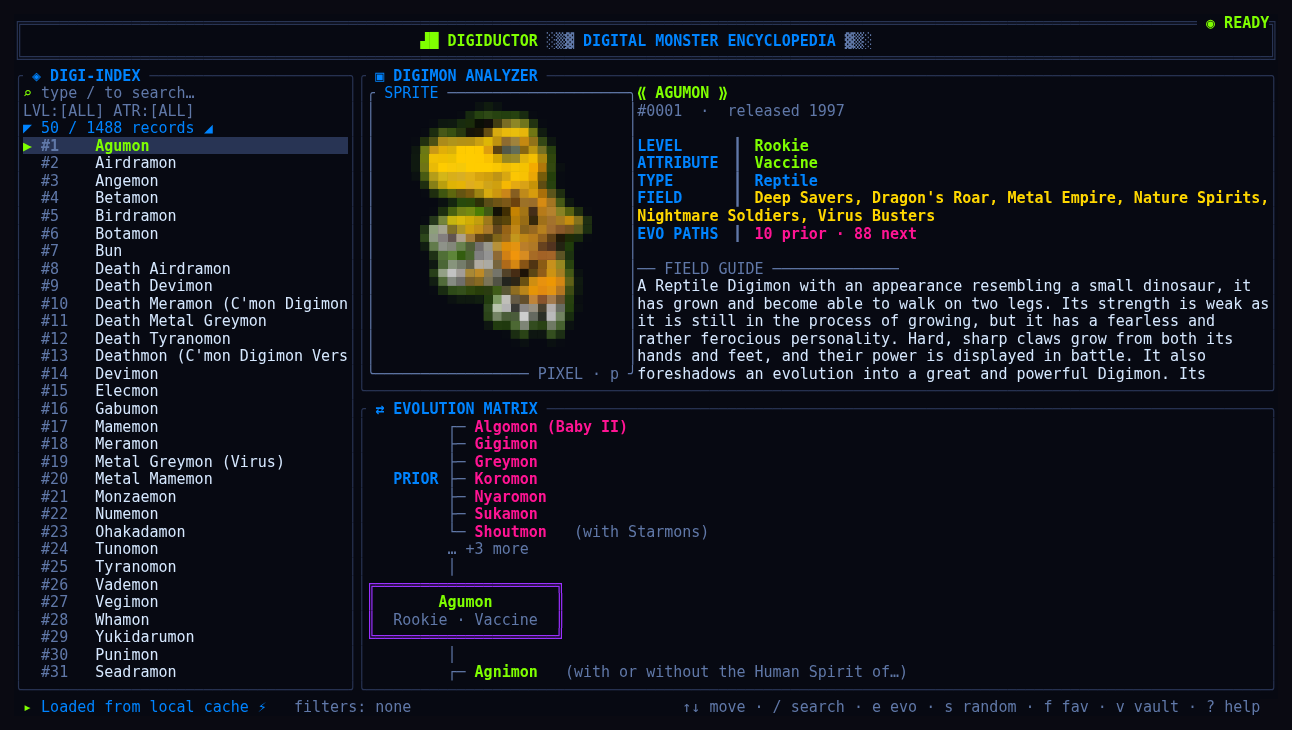 ◉ READY
▟█ DIGIDUCTOR ░▒▓ DIGITAL MONSTER ENCYCLOPEDIA ▓▒░
◈ DIGI-INDEX
⌕ type / to search…
LVL:[ALL] ATR:[ALL]
◤ 50 / 1488 records ◢
▶ #1 Agumon
#2 Airdramon
#3 Angemon
#4 Betamon
#5 Birdramon
#6 Botamon
#7 Bun
#8 Death Airdramon
#9 Death Devimon
#10 Death Meramon (C'mon Digimon
#11 Death Metal Greymon
#12 Death Tyranomon
#13 Deathmon (C'mon Digimon Vers
#14 Devimon
#15 Elecmon
#16 Gabumon
#17 Mamemon
#18 Meramon
#19 Metal Greymon (Virus)
#20 Metal Mamemon
#21 Monzaemon
#22 Numemon
#23 Ohakadamon
#24 Tunomon
#25 Tyranomon
#26 Vademon
#27 Vegimon
#28 Whamon
#29 Yukidarumon
#30 Punimon
#31 Seadramon
▣ DIGIMON ANALYZER
SPRITE
PIXEL · p
⟪ AGUMON ⟫
#0001 · released 1997
LEVEL ┃ Rookie
ATTRIBUTE ┃ Vaccine
TYPE ┃ Reptile
FIELD ┃ Deep Savers, Dragon's Roar, Metal Empire, Nature Spirits,
Nightmare Soldiers, Virus Busters
EVO PATHS ┃ 10 prior · 88 next
── FIELD GUIDE ──────────────
A Reptile Digimon with an appearance resembling a small dinosaur, it
has grown and become able to walk on two legs. Its strength is weak as
it is still in the process of growing, but it has a fearless and
rather ferocious personality. Hard, sharp claws grow from both its
hands and feet, and their power is displayed in battle. It also
foreshadows an evolution into a great and powerful Digimon. Its
⇄ EVOLUTION MATRIX
Algomon (Baby II)
Gigimon
Greymon
PRIOR Koromon
Nyaromon
Sukamon
Shoutmon (with Starmons)
… +3 more
Agumon
Rookie · Vaccine
Agnimon (with or without the Human Spirit of…)
▸ Loaded from local cache ⚡ filters: none
↑↓ move · / search · e evo · s random · f fav · v vault · ? help